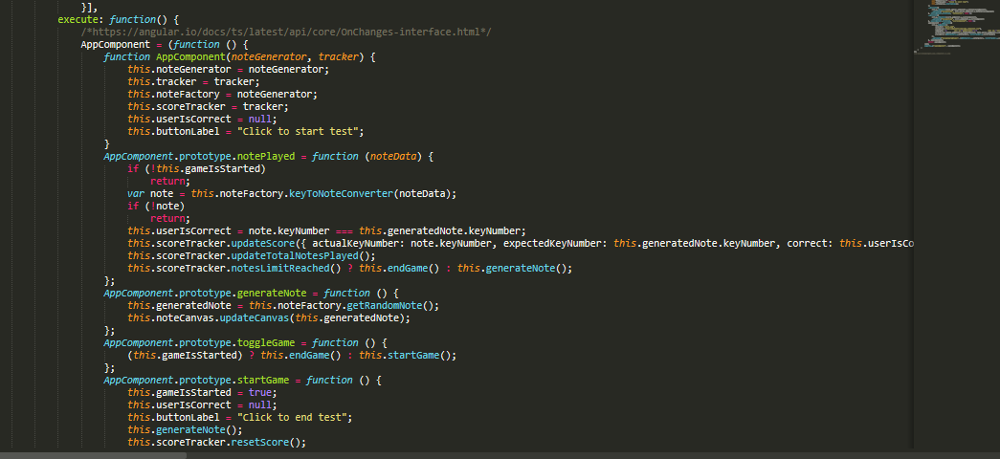 }],
execute: function() {
/*https://angular.io/docs/ts/latest/api/core/OnChanges-interface.html*/
AppComponent = (function () {
function AppComponent(noteGenerator, tracker) {
this.noteGenerator = noteGenerator;
this.tracker = tracker;
this.noteFactory = noteGenerator;
this.scoreTracker = tracker;
this.userIsCorrect = null;
this.buttonLabel = "Click to start test";
}
AppComponent.prototype.notePlayed = function (noteData) {
if (!this.gameIsStarted)
return;
var note = this.noteFactory.keyToNoteConverter(noteData);
if (!note)
return;
this.userIsCorrect = note.keyNumber === this.generatedNote.keyNumber;
this.scoreTracker.updateScore({ actualKeyNumber: note.keyNumber, expectedKeyNumber: this.generatedNote.keyNumber, correct: this.userIsCo
this.scoreTracker.updateTotalNotesPlayed();
this.scoreTracker.notesLimitReached() ? this.endGame() : this.generateNote();
};
AppComponent.prototype.generateNote = function () {
this.generatedNote = this.noteFactory.getRandomNote();
this.noteCanvas.updateCanvas(this.generatedNote);
};
AppComponent.prototype.toggleGame = function () {
(this.gameIsStarted) ? this.endGame() : this.startGame();
};
AppComponent.prototype.startGame = function () {
this.gameIsStarted = true;
this.userIsCorrect = null;
this.buttonLabel = "Click to end test";
this.generateNote();
this.scoreTracker.resetScore();